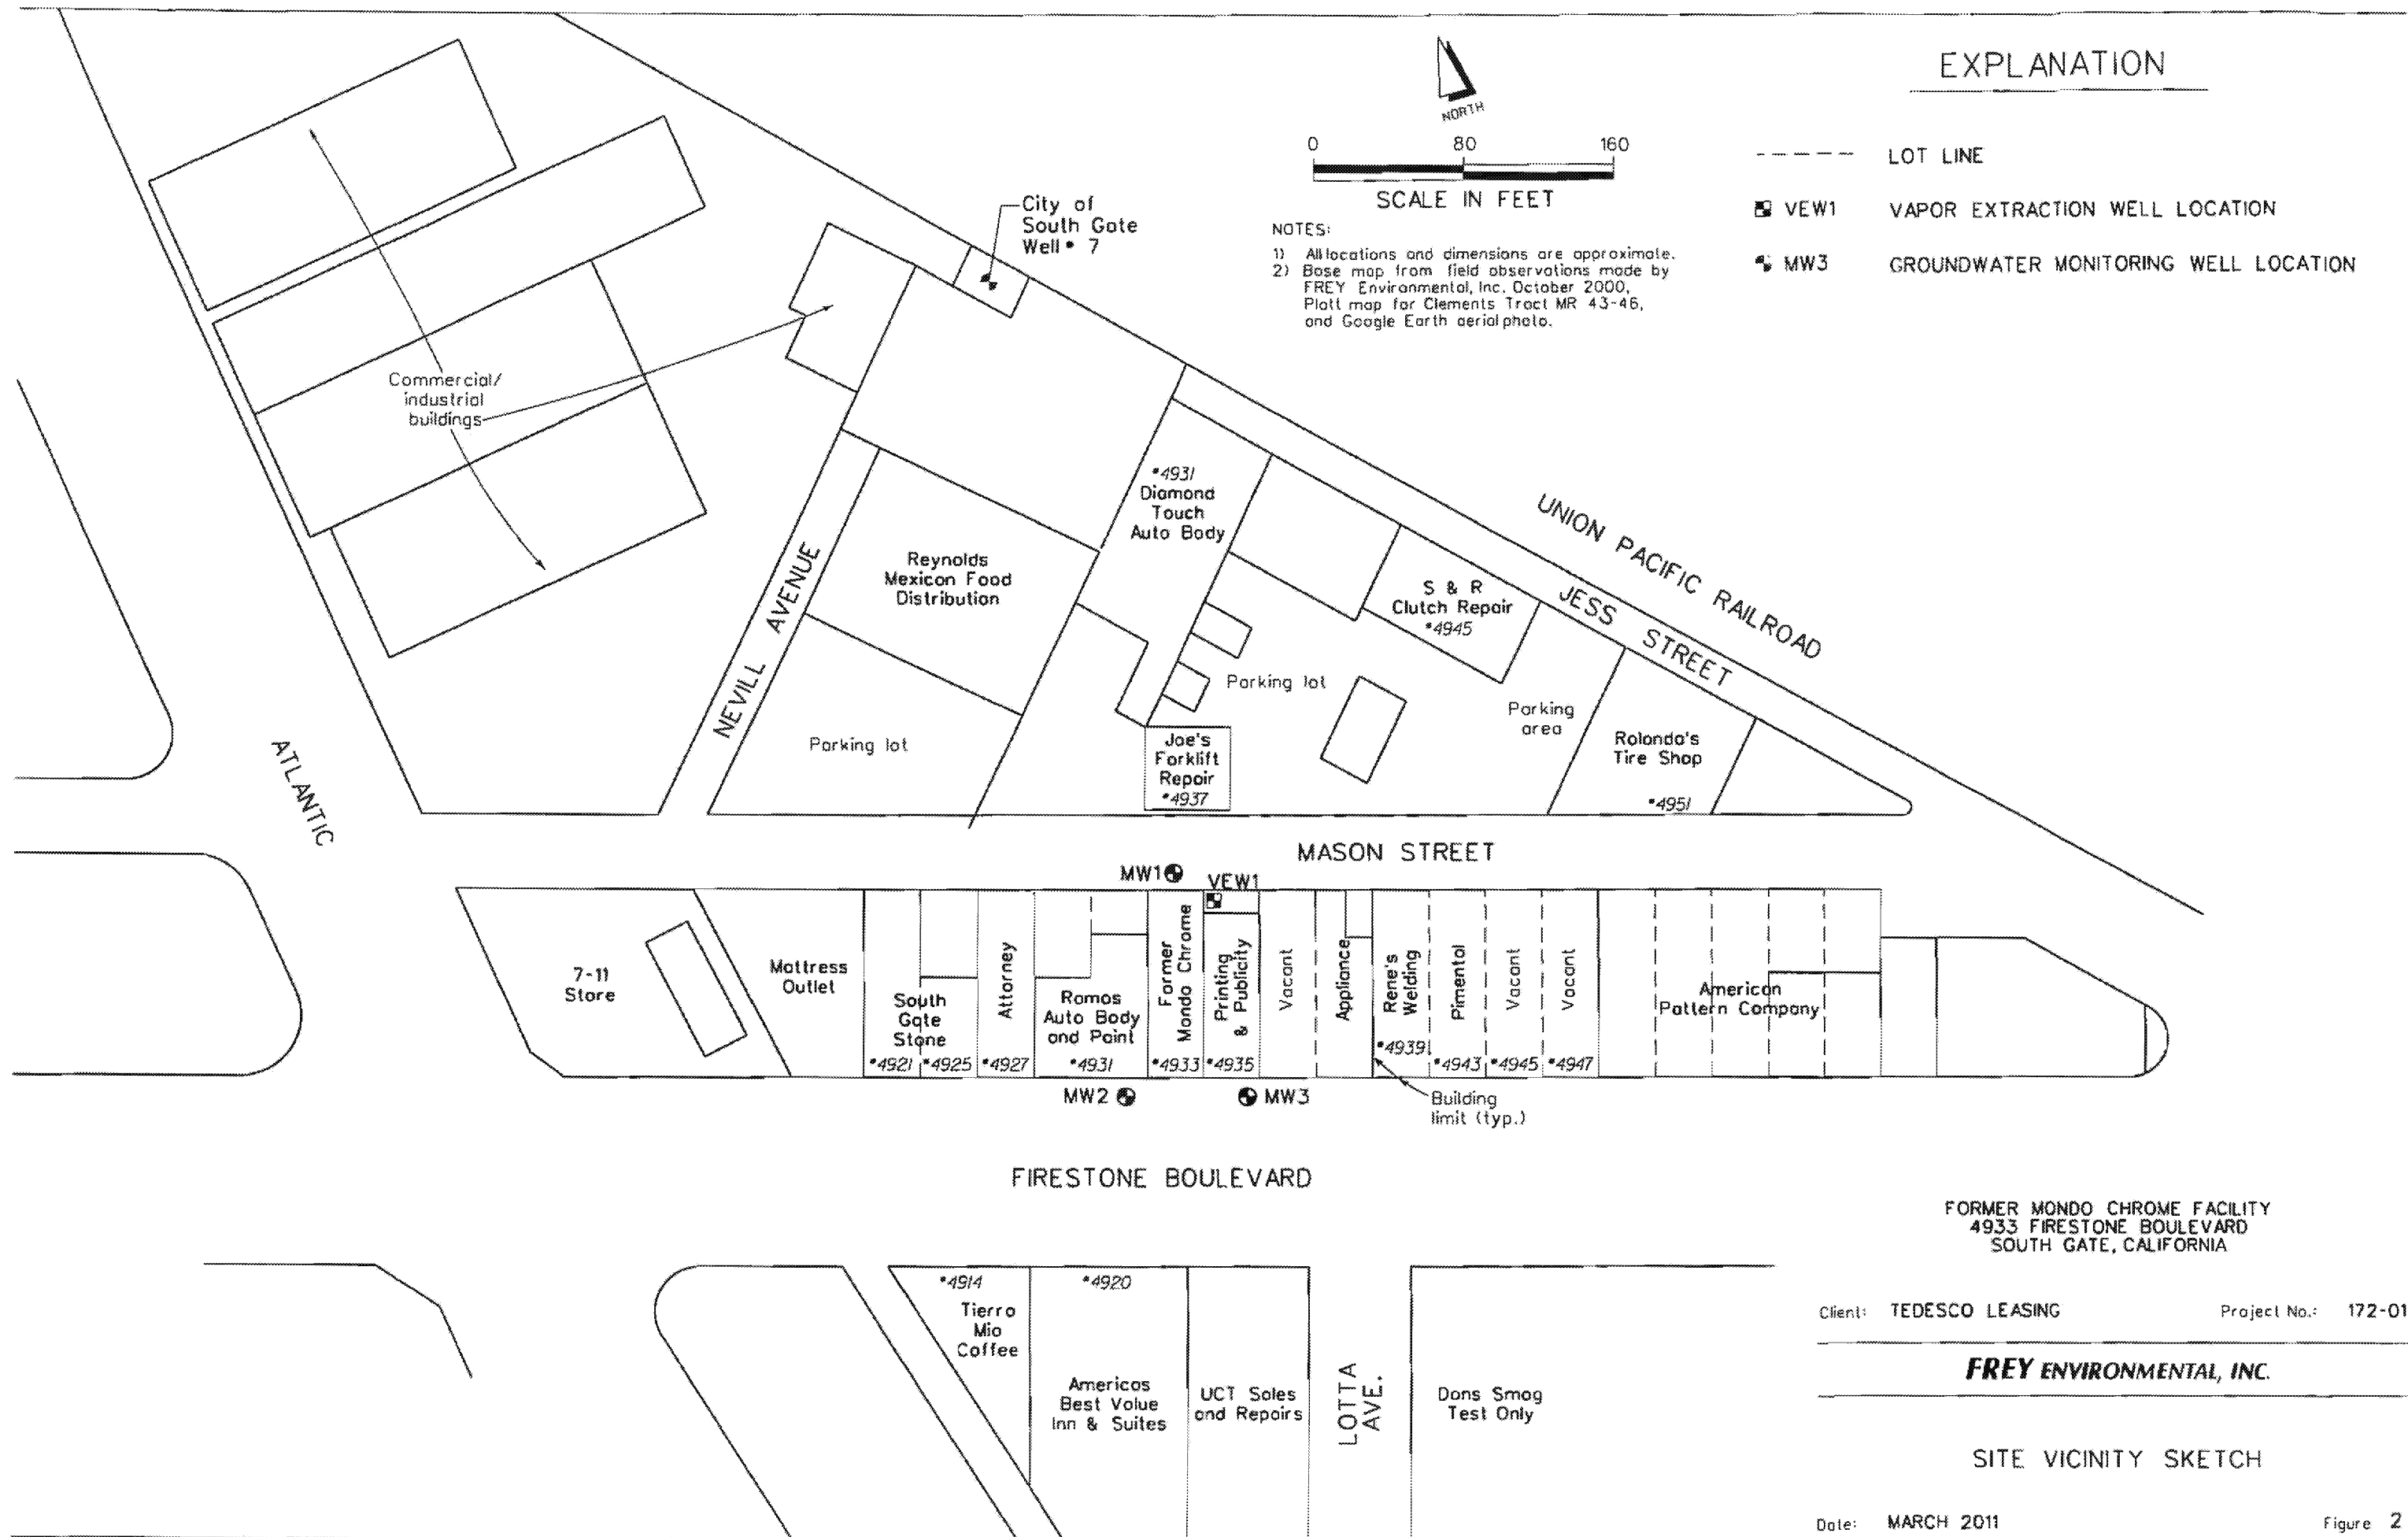 EXPLANATION
LOT LINE
VEW1 VAPOR EXTRACTION WELL LOCATION
MW3 GROUNDWATER MONITORING WELL LOCATION
NORTH
0 80 160
SCALE IN FEET
NOTES:
1) All locations and dimensions are approximate.
2) Base map from field observations made by
FREY Environmental, Inc. October 2000,
Platt map for Clements Tract MR 43-46,
and Google Earth aerial photo.
City of
South Gate
Well # 7
Commercial/
industrial
buildings
#4931
Diamond
Touch
Auto Body
Reynolds
Mexican Food
Distribution
NEVILL AVENUE
UNION PACIFIC RAILROAD
JESS STREET
S & R
Clutch Repair
#4945
Parking lot
Parking
area
Parking lot
Joe's
Forklift
Repair
#4937
Rolanda's
Tire Shop
#4951
ATLANTIC
MASON STREET
MW1
VEW1
7-11
Store
Mattress
Outlet
South
Gate
Stone
#4921
#4925
Attorney
#4927
Ramos
Auto Body
and Paint
#4931
Former
Mondo Chrome
#4933
Printing
& Publicity
#4935
Vacant
Appliance
Rene's
Welding
#4939
Pimental
#4943
Vacant
#4945
Vacant
#4947
American
Pattern Company
MW2
MW3
Building
limit (typ.)
FIRESTONE BOULEVARD
#4914
Tierra
Mia
Coffee
#4920
Americas
Best Value
Inn & Suites
UCT Sales
and Repairs
LOTTA
AVE.
Dons Smog
Test Only
FORMER MONDO CHROME FACILITY
4933 FIRESTONE BOULEVARD
SOUTH GATE, CALIFORNIA
Client: TEDESCO LEASING Project No.: 172-01
FREY ENVIRONMENTAL, INC.
SITE VICINITY SKETCH
Date: MARCH 2011 Figure 2